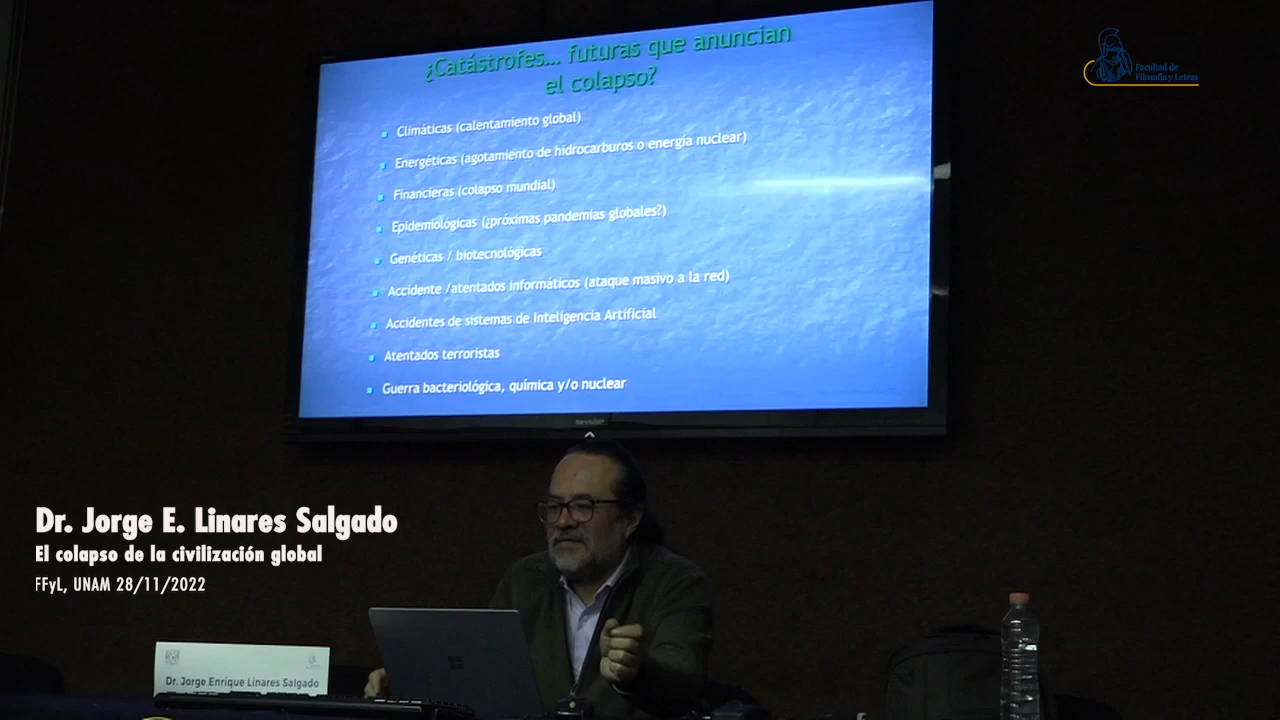 ¿Catástrofes... futuras que anuncian
el colapso?
Climáticas (calentamiento global)
Energéticas (agotamiento de hidrocarburos o energía nuclear)
Financieras (colapso mundial)
Epidemiológicas (¿próximas pandemias globales?)
Genéticas / biotecnológicas
Accidente /atentados informáticos (ataque masivo a la red)
Accidentes de sistemas de Inteligencia Artificial
Atentados terroristas
Guerra bacteriológica, química y/o nuclear
Facultad de
Filosofía y Letras
Dr. Jorge E. Linares Salgado
El colapso de la civilización global
FFyL, UNAM 28/11/2022
Dr. Jorge Enrique Linares Salgado